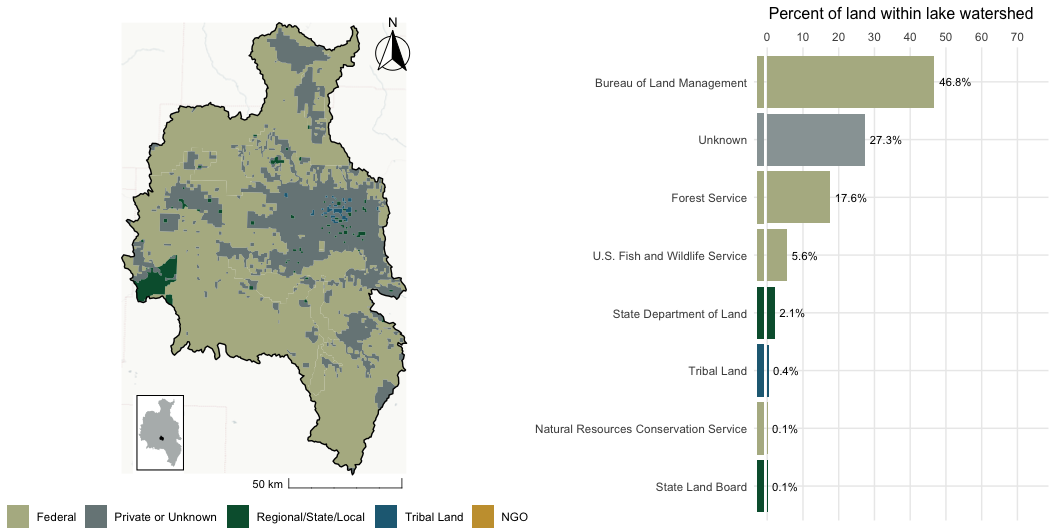 N
50 km
Federal
Private or Unknown
Regional/State/Local
Tribal Land
NGO
Percent of land within lake watershed
0 10 20 30 40 50 60 70
Bureau of Land Management 46.8%
Unknown 27.3%
Forest Service 17.6%
U.S. Fish and Wildlife Service 5.6%
State Department of Land 2.1%
Tribal Land 0.4%
Natural Resources Conservation Service 0.1%
State Land Board 0.1%